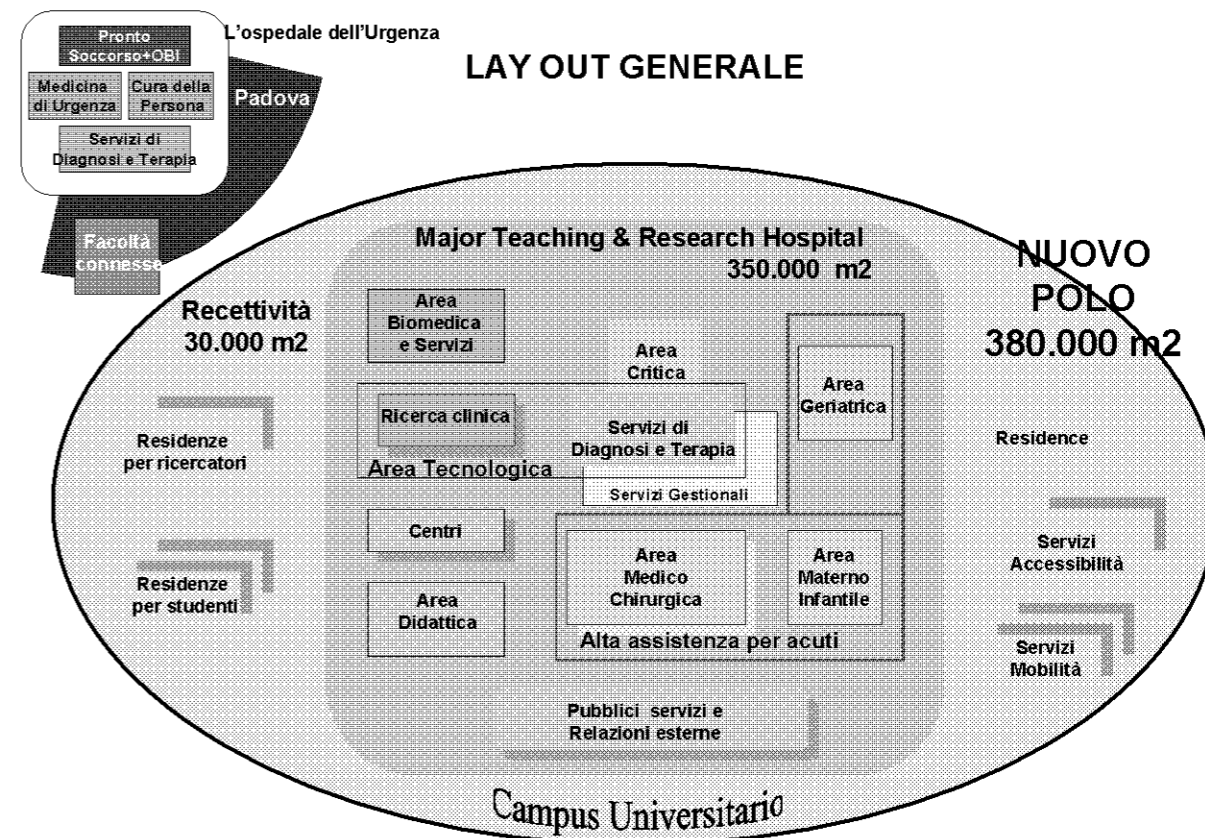 L'ospedale dell'Urgenza
Pronto
Soccorso+OBI
Medicina
di Urgenza
Cura della
Persona
Servizi di
Diagnosi e Terapia
Padova
Facoltà
connesse
LAY OUT GENERALE
Major Teaching & Research Hospital
350.000 m2
NUOVO
POLO
380.000 m2
Recettività
30.000 m2
Residenze
per ricercatori
Residenze
per studenti
Area
Biomedica
e Servizi
Area
Critica
Area
Geriatrica
Ricerca clinica
Servizi di
Diagnosi e Terapia
Area Tecnologica
Servizi Gestionali
Centri
Area
Didattica
Area
Medico
Chirurgica
Area
Materno
Infantile
Alta assistenza per acuti
Pubblici servizi e
Relazioni esterne
Residence
Servizi
Accessibilità
Servizi
Mobilità
Campus Universitario